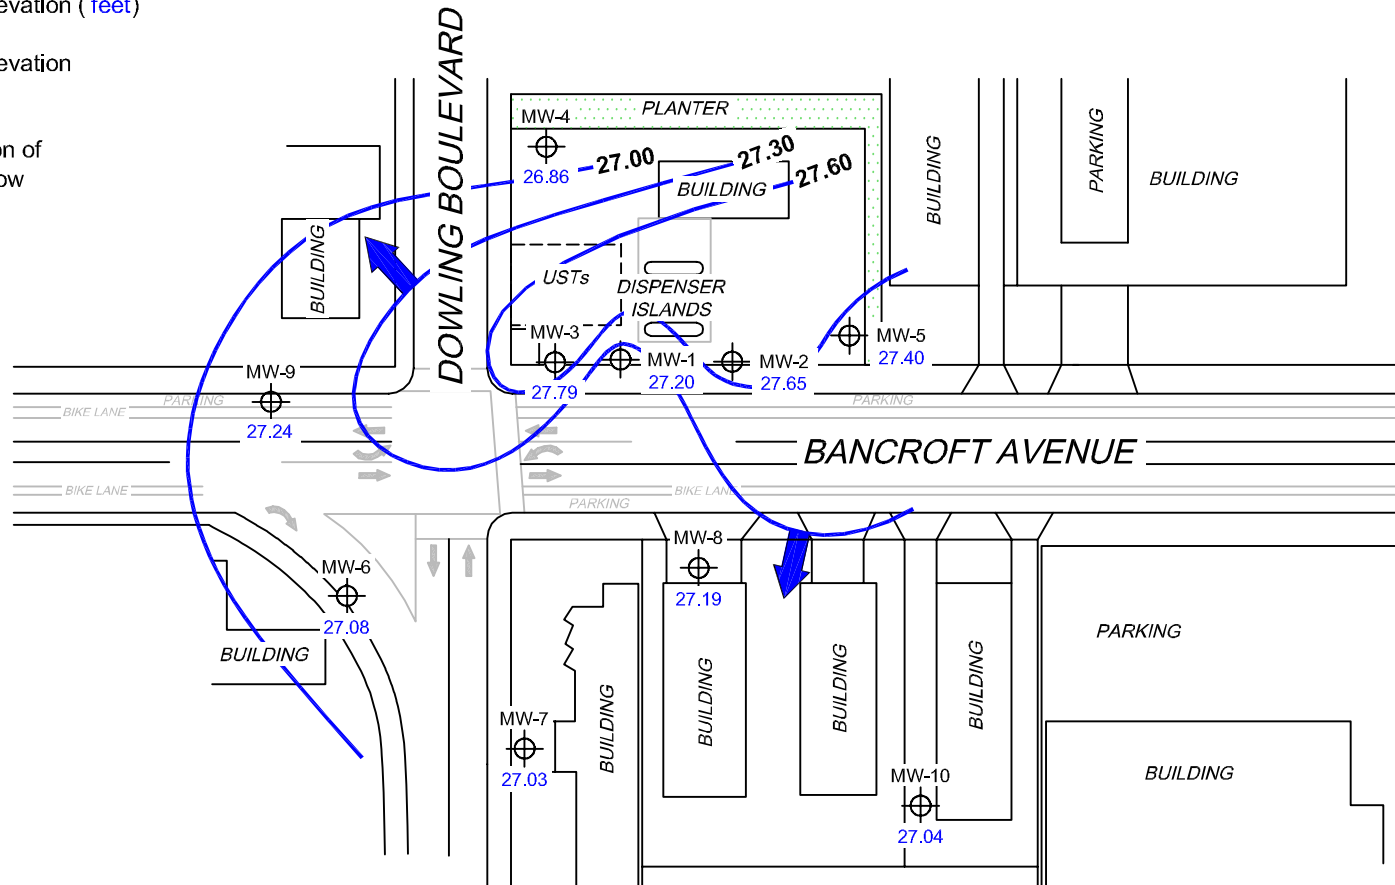 evation ( feet)
evation
on of
ow
DOWLING BOULEVARD
PLANTER
MW-4
26.86
27.00
27.30
27.60
BUILDING
BUILDING
PARKING
BUILDING
BUILDING
USTs
DISPENSER
ISLANDS
MW-3
27.79
MW-1
27.20
MW-2
27.65
MW-5
27.40
MW-9
27.24
PARKING
BIKE LANE
PARKING
BANCROFT AVENUE
BIKE LANE
BIKE LANE
PARKING
MW-6
27.08
BUILDING
MW-8
27.19
MW-7
27.03
BUILDING
BUILDING
BUILDING
BUILDING
MW-10
27.04
PARKING
BUILDING